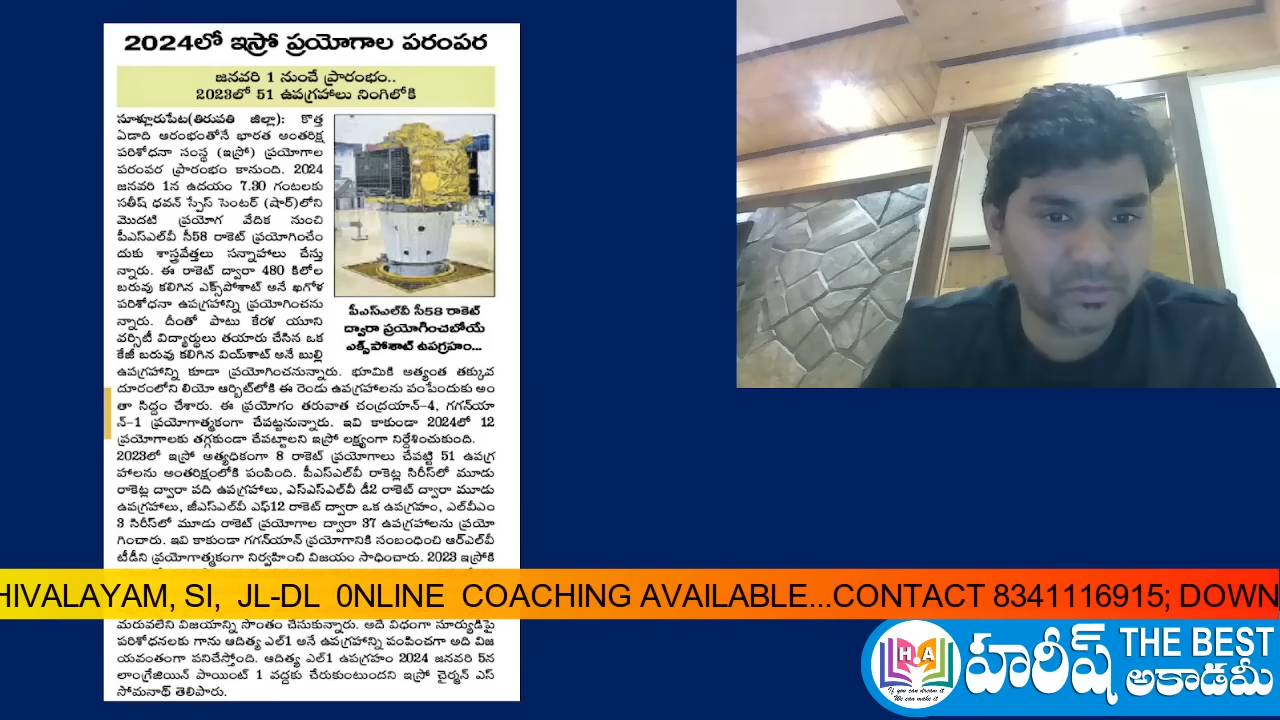 2024లో ఇస్రో ప్రయోగాల పరంపర
జనవరి 1 నుంచే ప్రారంభం..
2023లో 51 ఉపగ్రహాలు నింగిలోకి
సూళ్లూరుపేట(తిరుపతి జిల్లా): కొత్త
ఏడాది ఆరంభంతోనే భారత అంతరిక్ష
పరిశోధనా సంస్థ (ఇస్రో) ప్రయోగాల
పరంపర ప్రారంభం కానుంది. 2024
జనవరి 1న ఉదయం 7.30 గంటలకు
సతీష్ ధవన్ స్పేస్ సెంటర్ (షార్)లోని
మొదటి ప్రయోగ వేదిక నుంచి
పీఎస్ఎల్వీ సీ58 రాకెట్ ప్రయోగించేం
దుకు శాస్త్రవేత్తలు సన్నాహాలు చేస్తు
న్నారు. ఈ రాకెట్ ద్వారా 480 కిలోల
బరువు కలిగిన ఎక్స్‌పోశాట్ అనే ఖగోళ
పరిశోధనా ఉపగ్రహాన్ని ప్రయోగించను
న్నారు. దీంతో పాటు కేరళ యూని
వర్సిటీ విద్యార్థులు తయారు చేసిన ఒక
కేజీ బరువు కలిగిన వియ్‌శాట్ అనే బుల్లి
ఉపగ్రహాన్ని కూడా ప్రయోగించనున్నారు. భూమికి అత్యంత తక్కువ
దూరంలోని లియో ఆర్బిట్‌లోకి ఈ రెండు ఉపగ్రహాలను పంపేందుకు అం
తా సిద్దం చేశారు. ఈ ప్రయోగం తరువాత చంద్రయాన్–4, గగన్‌యా
న్–1 ప్రయోగాత్మకంగా చేపట్టనున్నారు. ఇవి కాకుండా 2024లో 12
ప్రయోగాలకు తగ్గకుండా చేపట్టాలని ఇస్రో లక్ష్యంగా నిర్దేశించుకుంది.
2023లో ఇస్రో అత్యధికంగా 8 రాకెట్ ప్రయోగాలు చేపట్టి 51 ఉపగ్ర
హాలను అంతరిక్షంలోకి పంపింది. పీఎస్ఎల్వీ రాకెట్ల సిరీస్‌లో మూడు
రాకెట్ల ద్వారా పది ఉపగ్రహాలు, ఎస్ఎస్ఎల్వీ డీ2 రాకెట్ ద్వారా మూడు
ఉపగ్రహాలు, జీఎస్ఎల్వీ ఎఫ్12 రాకెట్ ద్వారా ఒక ఉపగ్రహం, ఎల్‌వీఎం
3 సిరీస్‌లో మూడు రాకెట్ ప్రయోగాల ద్వారా 37 ఉపగ్రహాలను ప్రయో
గించారు. ఇవి కాకుండా గగన్‌యాన్ ప్రయోగానికి సంబంధించి ఆర్ఎల్‌వీ
టీడీని ప్రయోగాత్మకంగా నిర్వహించి విజయం సాధించారు. 2023 ఇస్రోకి
మరువలేని విజయాన్ని సొంతం చేసుకున్నారు. అదే విధంగా సూర్యుడిపై
పరిశోధనలకు గాను ఆదిత్య ఎల్1 అనే ఉపగ్రహాన్ని పంపించగా అది విజ
యవంతంగా పనిచేస్తోంది. ఆదిత్య ఎల్1 ఉపగ్రహం 2024 జనవరి 5న
లాంగ్రేజియిన్ పాయింట్ 1 వద్దకు చేరుకుంటుందని ఇస్రో చైర్మన్ ఎస్
సోమనాథ్ తెలిపారు.
పీఎస్ఎల్‌వీ సీ58 రాకెట్
ద్వారా ప్రయోగించబోయే
ఎక్స్‌పోశాట్ ఉపగ్రహం...
HIVALAYAM, SI, JL-DL 0NLINE COACHING AVAILABLE...CONTACT 8341116915; DOWN
H A
If you can dream it
We can make it
హరీష్ THE BEST
అకాడమీ